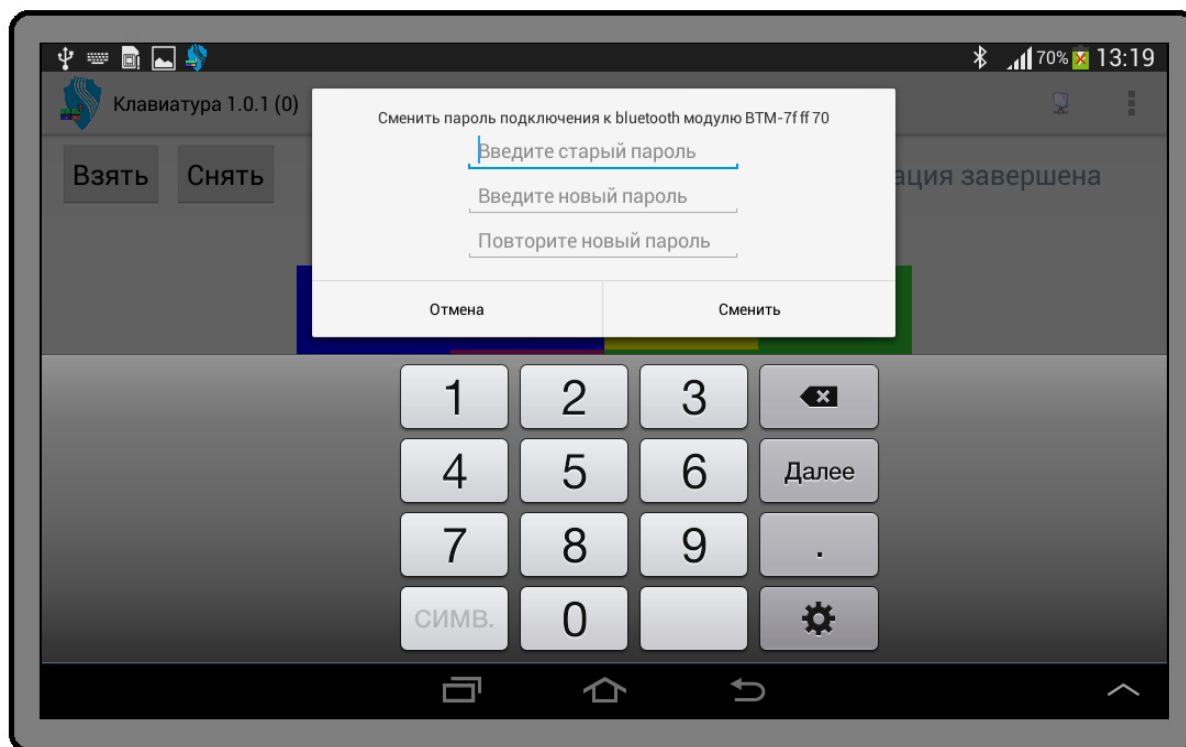 70% 13:19
Клавиатура 1.0.1 (0)
Сменить пароль подключения к bluetooth модулю BTM-7f ff 70
Введите старый пароль
Взять Снять
ация завершена
Введите новый пароль
Повторите новый пароль
Отмена Сменить
1 2 3
4 5 6 Далее
7 8 9 .
СИМВ. 0